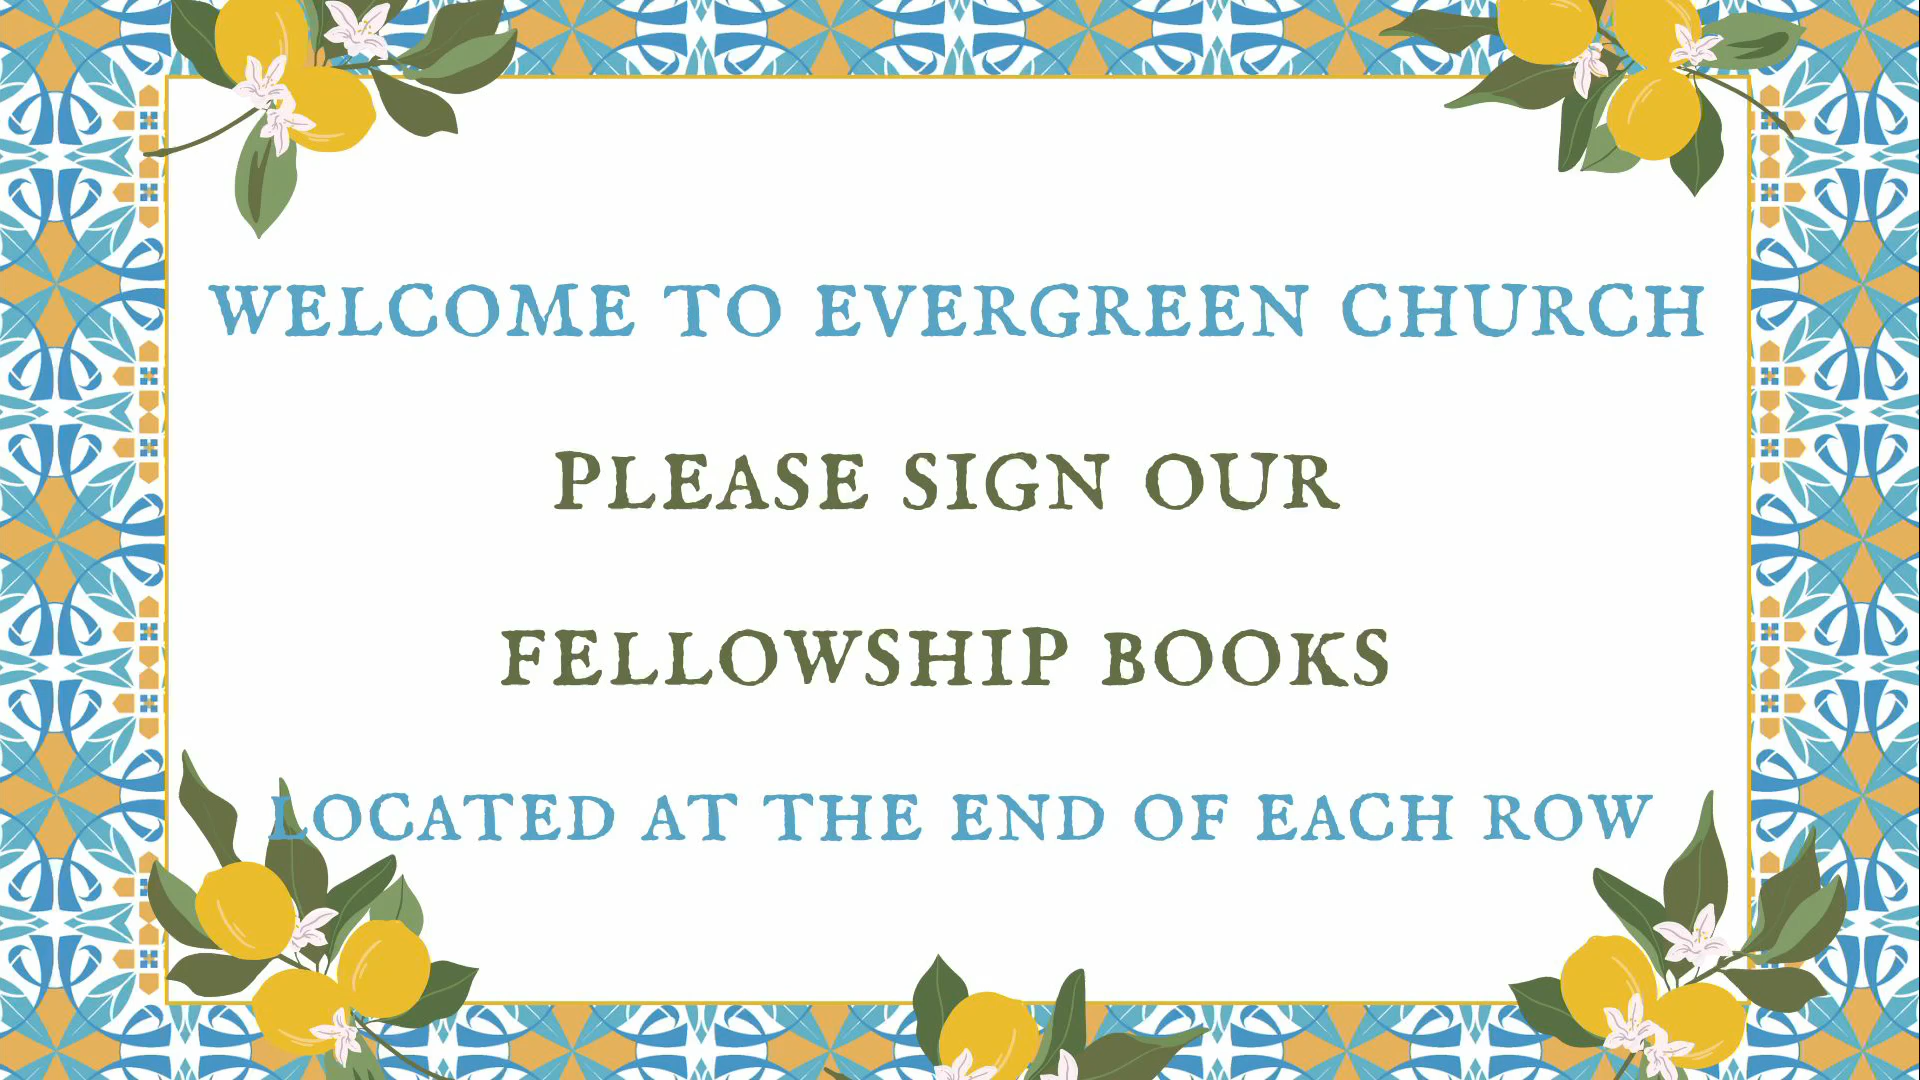 WELCOME TO EVERGREEN CHURCH
PLEASE SIGN OUR
FELLOWSHIP BOOKS
LOCATED AT THE END OF EACH ROW